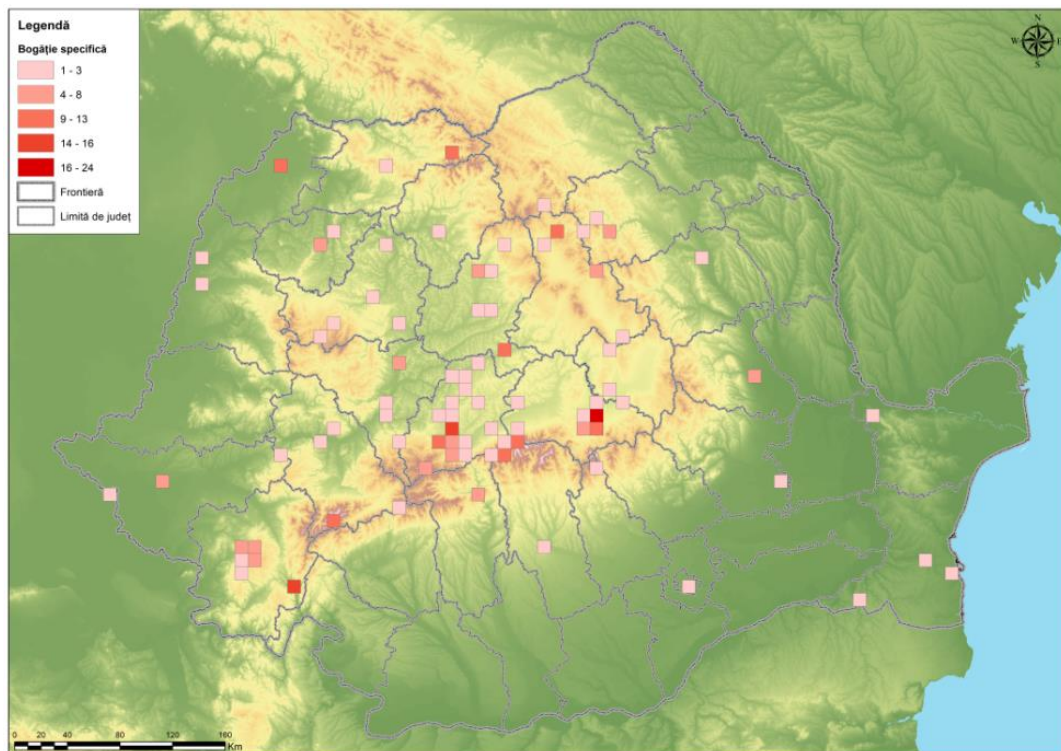 Legendă
Bogăție specifică
1 - 3
4 - 8
9 - 13
14 - 16
16 - 24
Frontieră
Limită de județ
N
W E
S
0 10 20 40 80 120 160
Km